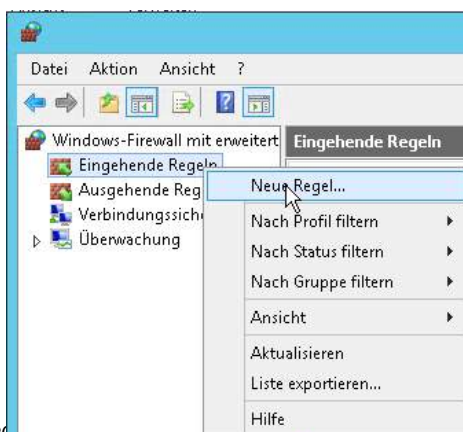 Datei Aktion Ansicht ?
Windows-Firewall mit erweitert
Eingehende Regeln
Eingehende Regeln
Ausgehende Reg
Verbindungssich
Überwachung
Neue Regel...
Nach Profil filtern
Nach Status filtern
Nach Gruppe filtern
Ansicht
Aktualisieren
Liste exportieren...
Hilfe